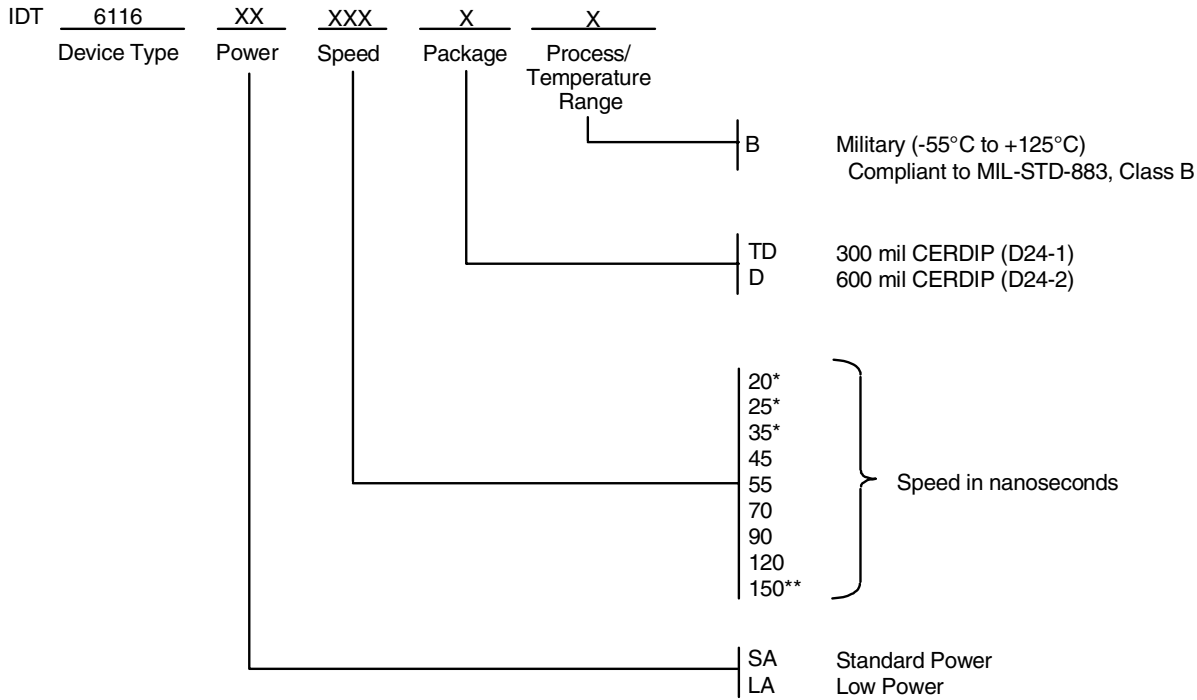 IDT 6116 XX XXX X X
Device Type Power Speed Package Process/
Temperature
Range
B Military (-55°C to +125°C)
Compliant to MIL-STD-883, Class B
TD 300 mil CERDIP (D24-1)
D 600 mil CERDIP (D24-2)
20*
25*
35*
45
55
70
90
120
150**
Speed in nanoseconds
SA Standard Power
LA Low Power